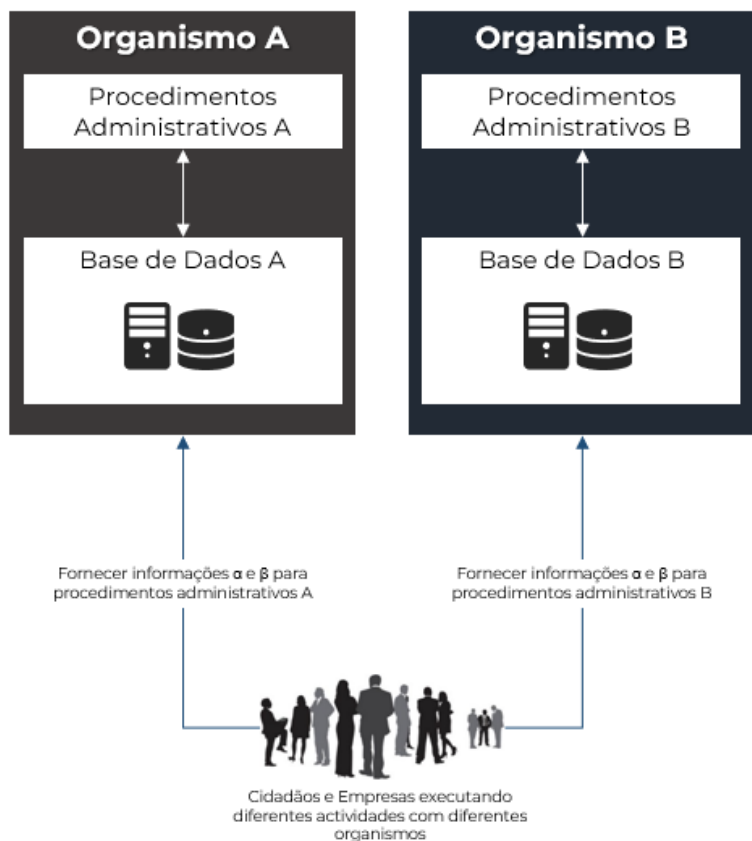 Organismo A
Procedimentos
Administrativos A
Base de Dados A
Organismo B
Procedimentos
Administrativos B
Base de Dados B
Fornecer informações α e β para
procedimentos administrativos A
Fornecer informações α e β para
procedimentos administrativos B
Cidadãos e Empresas executando
diferentes actividades com diferentes
organismos